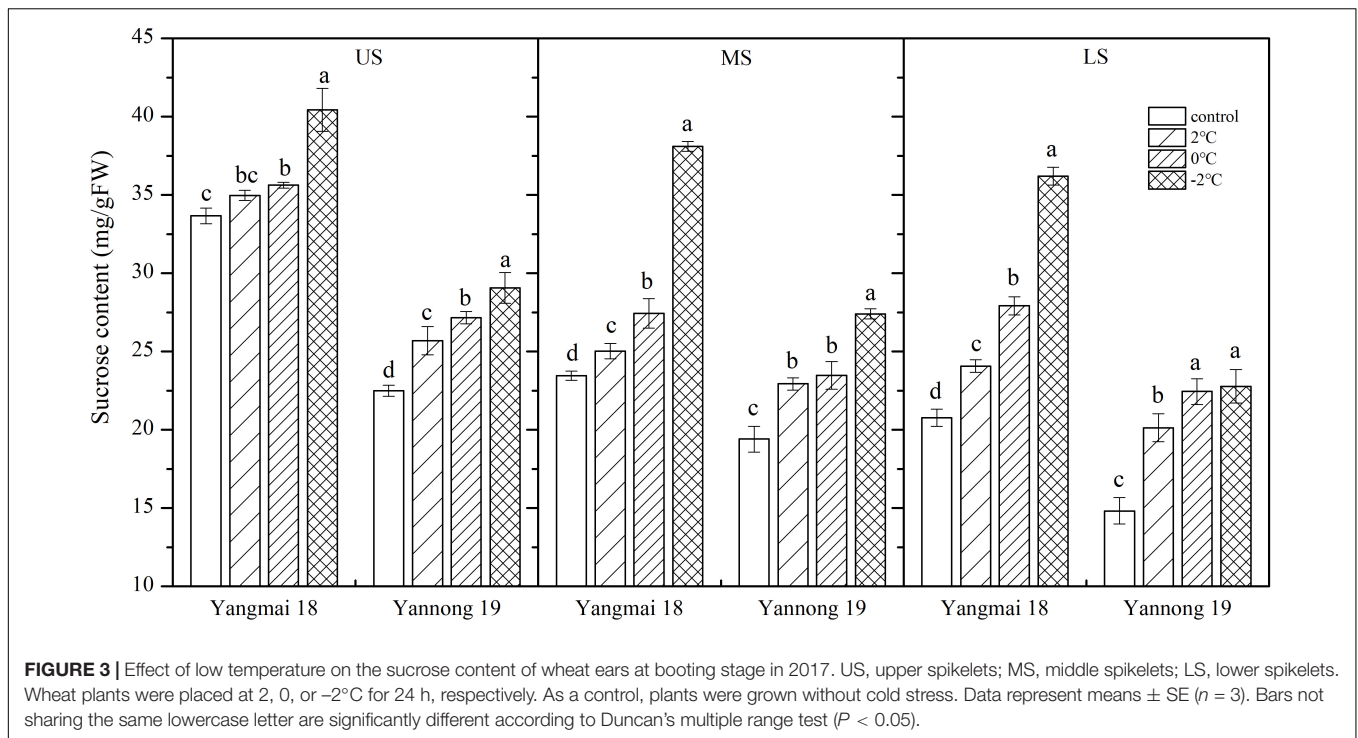 45
40
35
30
25
20
15
10
Sucrose content (mg/gFW)
US
MS
LS
control
2°C
0°C
-2°C
c
bc
b
a
d
c
b
a
d
c
b
a
c
b
b
a
d
c
b
a
c
b
a
a
Yangmai 18
Yannong 19
Yangmai 18
Yannong 19
Yangmai 18
Yannong 19
FIGURE 3 | Effect of low temperature on the sucrose content of wheat ears at booting stage in 2017. US, upper spikelets; MS, middle spikelets; LS, lower spikelets.
Wheat plants were placed at 2, 0, or –2°C for 24 h, respectively. As a control, plants were grown without cold stress. Data represent means ± SE (n = 3). Bars not
sharing the same lowercase letter are significantly different according to Duncan's multiple range test (P < 0.05).